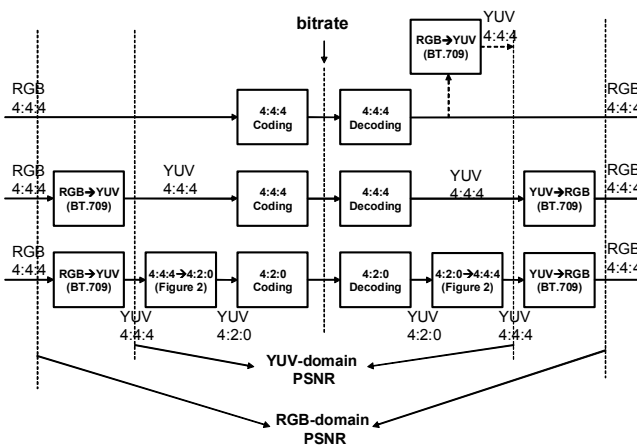 YUV
4:4:4
bitrate
RGB→YUV
(BT.709)
RGB
4:4:4
4:4:4
Coding
4:4:4
Decoding
RGB
4:4:4
RGB
4:4:4
RGB→YUV
(BT.709)
YUV
4:4:4
4:4:4
Coding
4:4:4
Decoding
YUV
4:4:4
YUV→RGB
(BT.709)
RGB
4:4:4
RGB
4:4:4
RGB→YUV
(BT.709)
4:4:4→4:2:0
(Figure 2)
4:2:0
Coding
4:2:0
Decoding
4:2:0→4:4:4
(Figure 2)
YUV→RGB
(BT.709)
RGB
4:4:4
YUV
4:4:4
YUV
4:2:0
YUV
4:2:0
YUV
4:4:4
YUV-domain
PSNR
RGB-domain
PSNR